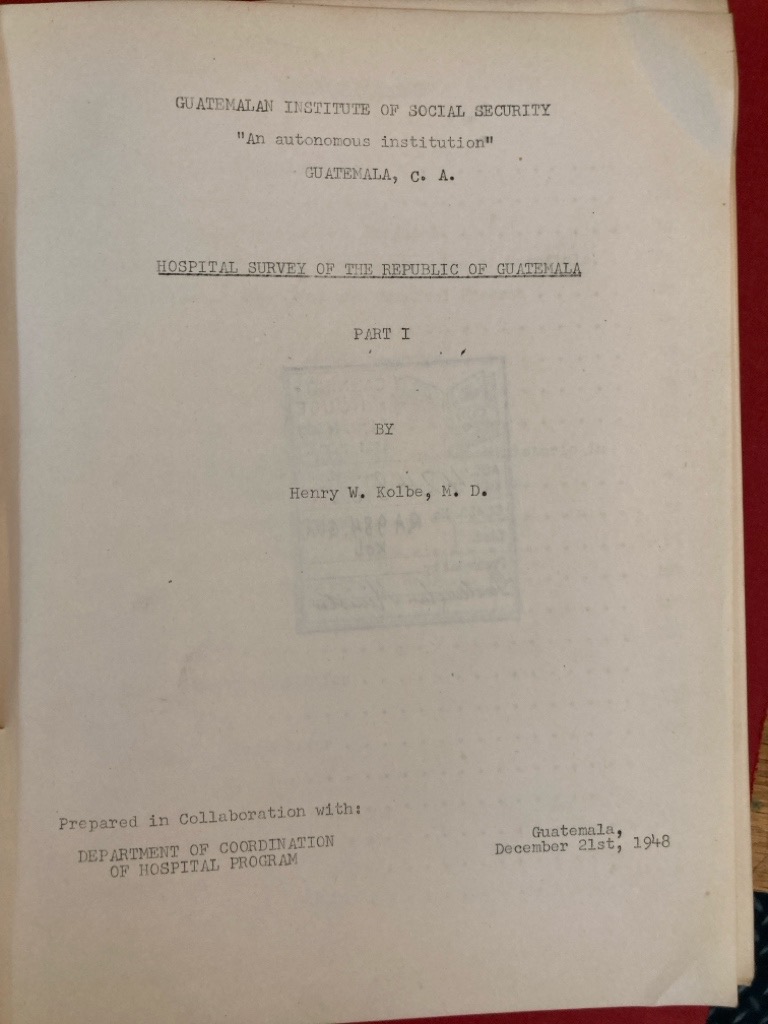 GUATEMALAN INSTITUTE OF SOCIAL SECURITY
"An autonomous institution"
GUATEMALA, C. A.
HOSPITAL SURVEY OF THE REPUBLIC OF GUATEMALA
PART I
BY
Henry W. Kolbe, M. D.
Prepared in Collaboration with:
DEPARTMENT OF COORDINATION
OF HOSPITAL PROGRAM
Guatemala,
December 21st, 1948